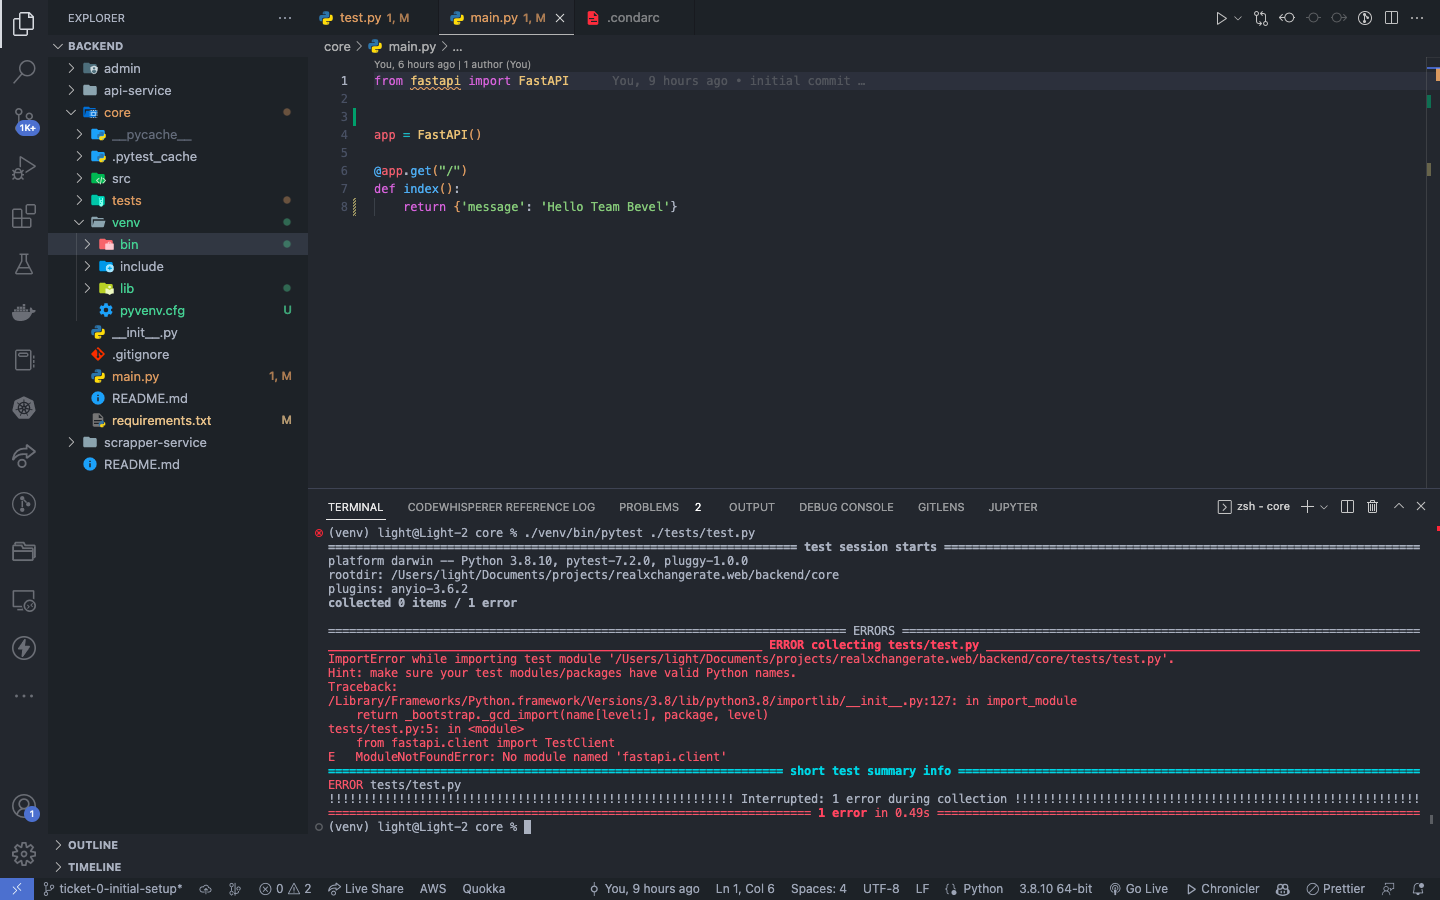 EXPLORER
BACKEND
admin
api-service
core
__pycache__
.pytest_cache
src
tests
venv
bin
include
lib
pyvenv.cfg U
__init__.py
.gitignore
main.py 1, M
README.md
requirements.txt M
scrapper-service
README.md
OUTLINE
TIMELINE
1K+
1
test.py 1, M
main.py 1, M
.condarc
core > main.py > ...
You, 6 hours ago | 1 author (You)
1 from fastapi import FastAPI You, 9 hours ago • initial commit …
2
3
4 app = FastAPI()
5
6 @app.get("/")
7 def index():
8 return {'message': 'Hello Team Bevel'}
TERMINAL CODEWHISPERER REFERENCE LOG PROBLEMS 2 OUTPUT DEBUG CONSOLE GITLENS JUPYTER
zsh - core
(venv) light@Light-2 core % ./venv/bin/pytest ./tests/test.py
test session starts
platform darwin -- Python 3.8.10, pytest-7.2.0, pluggy-1.0.0
rootdir: /Users/light/Documents/projects/realxchangerate.web/backend/core
plugins: anyio-3.6.2
collected 0 items / 1 error
ERRORS
ERROR collecting tests/test.py
ImportError while importing test module '/Users/light/Documents/projects/realxchangerate.web/backend/core/tests/test.py'.
Hint: make sure your test modules/packages have valid Python names.
Traceback:
/Library/Frameworks/Python.framework/Versions/3.8/lib/python3.8/importlib/__init__.py:127: in import_module
return _bootstrap._gcd_import(name[level:], package, level)
tests/test.py:5: in <module>
from fastapi.client import TestClient
E ModuleNotFoundError: No module named 'fastapi.client'
short test summary info
ERROR tests/test.py
Interrupted: 1 error during collection
1 error in 0.49s
(venv) light@Light-2 core %
ticket-0-initial-setup* 0 2 Live Share AWS Quokka You, 9 hours ago Ln 1, Col 6 Spaces: 4 UTF-8 LF Python 3.8.10 64-bit Go Live Chronicler Prettier